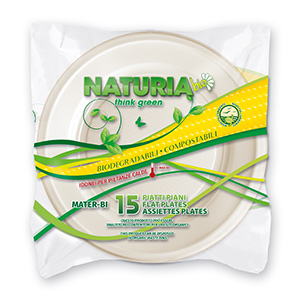 NATURIA bio
think green
BIODEGRADABILI • COMPOSTABILI
IDONEI PER PIETANZE CALDE
MATER-BI
15 PIATTI PIANI
FLAT PLATES
ASSIETTES PLATES